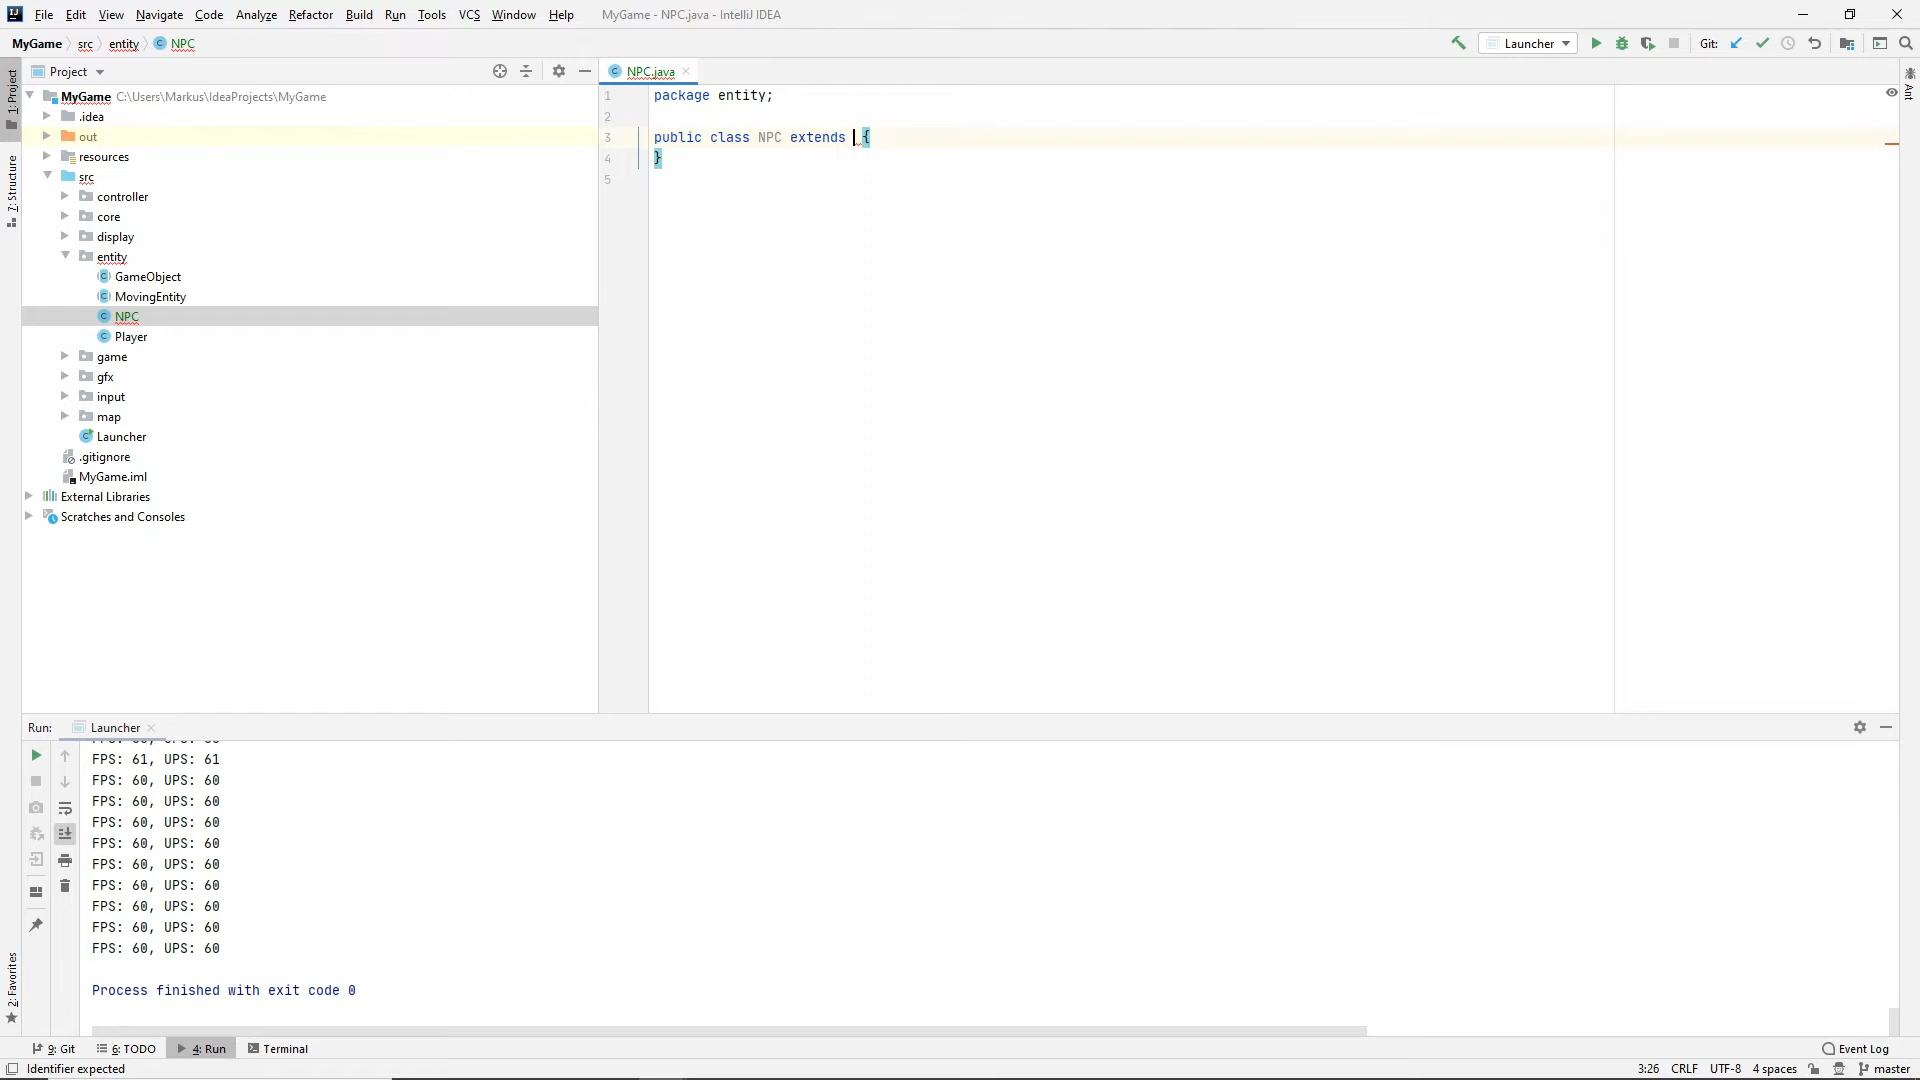 File Edit View Navigate Code Analyze Refactor Build Run Tools VCS Window Help MyGame - NPC.java - IntelliJ IDEA
MyGame src entity NPC Launcher Git:
1: Project
Project
NPC.java
Ant
MyGame C:\Users\Markus\IdeaProjects\MyGame
.idea
out
resources
src
controller
core
display
entity
GameObject
MovingEntity
NPC
Player
game
gfx
input
map
Launcher
.gitignore
MyGame.iml
External Libraries
Scratches and Consoles
7: Structure
1 package entity;
2
3 public class NPC extends {
4 }
5
Run: Launcher
FPS: 61, UPS: 61
FPS: 60, UPS: 60
FPS: 60, UPS: 60
FPS: 60, UPS: 60
FPS: 60, UPS: 60
FPS: 60, UPS: 60
FPS: 60, UPS: 60
FPS: 60, UPS: 60
FPS: 60, UPS: 60
FPS: 60, UPS: 60
Process finished with exit code 0
2: Favorites
9: Git 6: TODO 4: Run Terminal Event Log
Identifier expected 3:26 CRLF UTF-8 4 spaces master